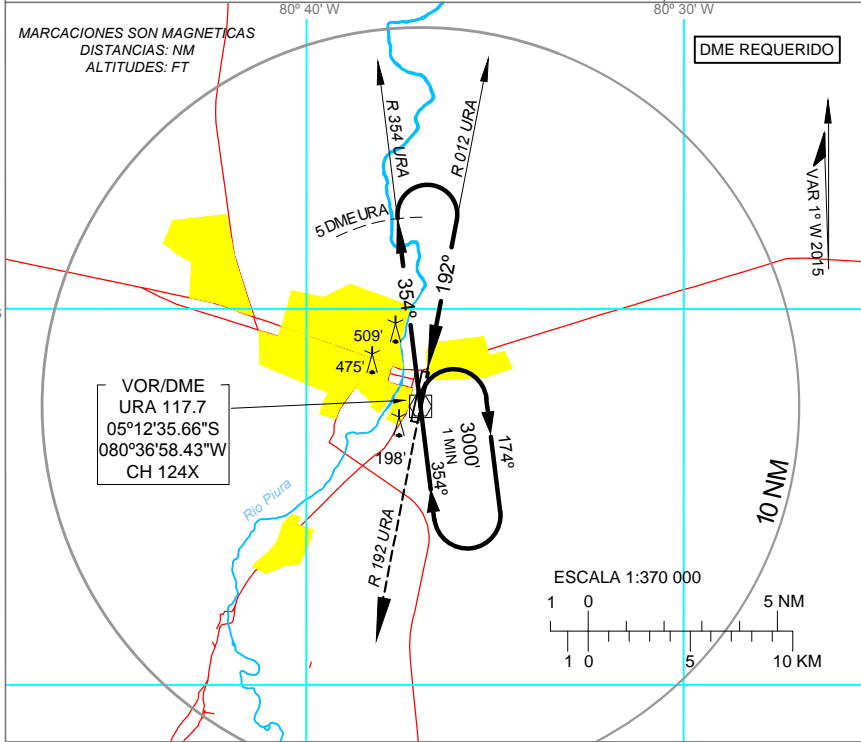 80º 40' W
80º 30' W
MARCACIONES SON MAGNETICAS
DISTANCIAS: NM
ALTITUDES: FT
DME REQUERIDO
R 354 URA
R 012 URA
VAR 1º W 2015
5 DME URA
354º
192º
509'
475'
VOR/DME
URA 117.7
05º12'35.66"S
080º36'58.43"W
CH 124X
198'
3000'
1 MIN
354º
174º
Rio Piura
R 192 URA
10 NM
ESCALA 1:370 000
1 0 5 NM
1 0 5 10 KM